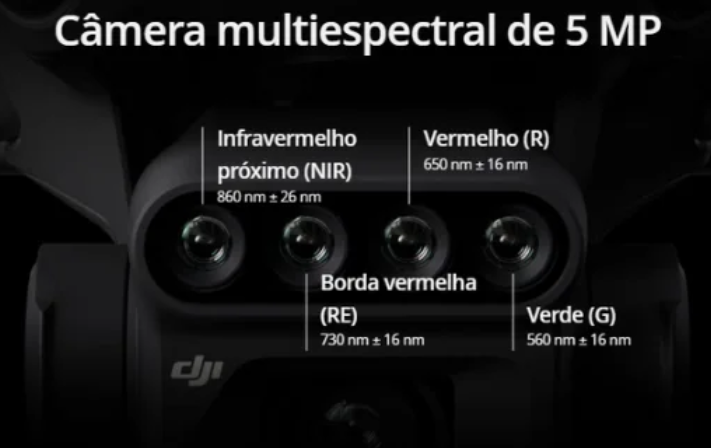 Câmera multiespectral de 5 MP
Infravermelho
próximo (NIR)
860 nm ± 26 nm
Vermelho (R)
650 nm ± 16 nm
Borda vermelha
(RE)
730 nm ± 16 nm
Verde (G)
560 nm ± 16 nm
dji